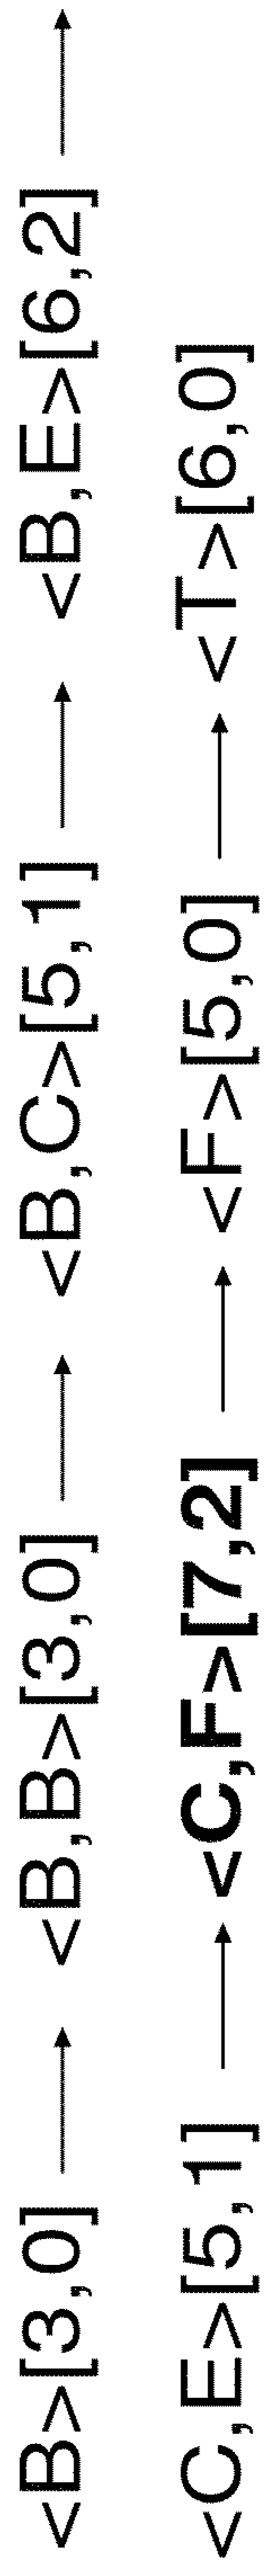 <B>[3,0] → <B,B>[3,0] → <B,C>[5,1] → <B,E>[6,2] →
<C,E>[5,1] → <C,F>[7,2] → <F>[5,0] → <T>[6,0]